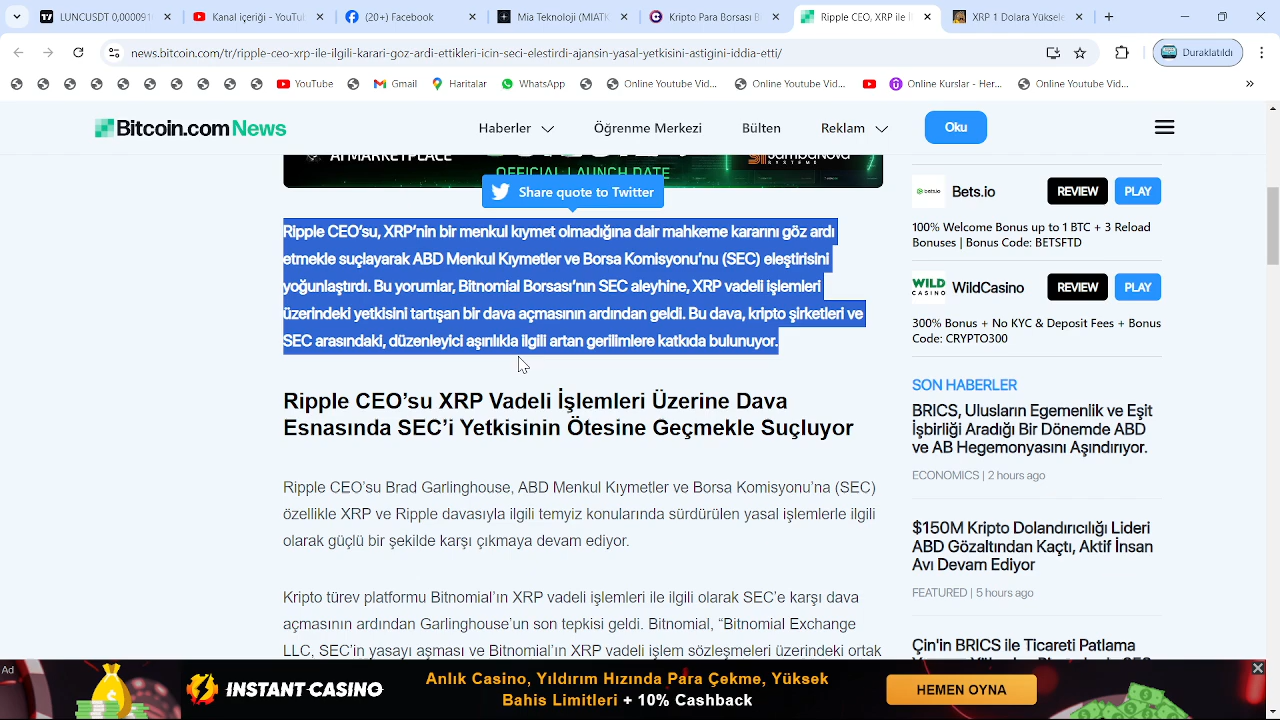 LUNCUSDT 0.00009
Kanal içeriği - YouT
(20+) Facebook
Mia Teknoloji (MIATK
Kripto Para Borsası B
Ripple CEO, XRP ile i
XRP 1 Doları Yüksele
news.bitcoin.com/tr/ripple-ceo-xrp-ile-ilgili-karari-goz-ardi-ettikleri-icin-sec-elestirdi-ajansin-yasal-yetkisini-astigini-iddia-etti/
Duraklatıldı
YouTube
Gmail
Haritalar
WhatsApp
Online Youtube Vid...
Online Youtube Vid...
Online Kurslar - Her...
Online Youtube Vid...
Bitcoin.com News
Haberler
Öğrenme Merkezi
Bülten
Reklam
Oku
OFFICIAL LAUNCH DATE
Share quote to Twitter
Ripple CEO’su, XRP’nin bir menkul kıymet olmadığına dair mahkeme kararını göz ardı
etmekle suçlayarak ABD Menkul Kıymetler ve Borsa Komisyonu’nu (SEC) eleştirisini
yoğunlaştırdı. Bu yorumlar, Bitnomial Borsası’nın SEC aleyhine, XRP vadeli işlemleri
üzerindeki yetkisini tartışan bir dava açmasının ardından geldi. Bu dava, kripto şirketleri ve
SEC arasındaki, düzenleyici aşırılıkla ilgili artan gerilimlere katkıda bulunuyor.
Ripple CEO’su XRP Vadeli İşlemleri Üzerine Dava
Esnasında SEC’i Yetkisinin Ötesine Geçmekle Suçluyor
Ripple CEO’su Brad Garlinghouse, ABD Menkul Kıymetler ve Borsa Komisyonu’na (SEC)
özellikle XRP ve Ripple davasıyla ilgili temyiz konularında sürdürülen yasal işlemlerle ilgili
olarak güçlü bir şekilde karşı çıkmaya devam ediyor.
Kripto türev platformu Bitnomial’ın XRP vadeli işlemleri ile ilgili olarak SEC’e karşı dava
açmasının ardından Garlinghouse’un son tepkisi geldi. Bitnomial, “Bitnomial Exchange
LLC, SEC’in yasayı aşması ve Bitnomial’ın XRP vadeli işlem sözleşmeleri üzerindeki ortak
Bets.io
REVIEW
PLAY
100% Welcome Bonus up to 1 BTC + 3 Reload
Bonuses | Bonus Code: BETSFTD
WILD CASINO
WildCasino
REVIEW
PLAY
300% Bonus + No KYC & Deposit Fees + Bonus
Code: CRYPTO300
SON HABERLER
BRICS, Ulusların Egemenlik ve Eşit
İşbirliği Aradığı Bir Dönemde ABD
ve AB Hegemonyasını Aşındırıyor.
ECONOMICS | 2 hours ago
$150M Kripto Dolandırıcılığı Lideri
ABD Gözaltından Kaçtı, Aktif İnsan
Avı Devam Ediyor
FEATURED | 5 hours ago
Çin'in BRICS ile Ticareti Patlama
Ad
INSTANT CASINO
Anlık Casino, Yıldırım Hızında Para Çekme, Yüksek
Bahis Limitleri + 10% Cashback
HEMEN OYNA